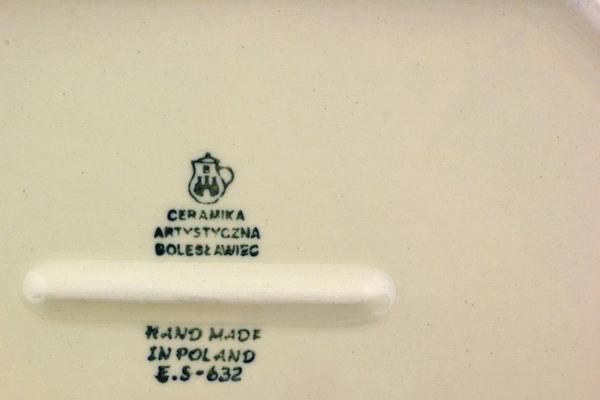 B
CERAMIKA
ARTYSTYCZNA
BOLESŁAWIEC
HAND MADE
IN POLAND
E.S-632